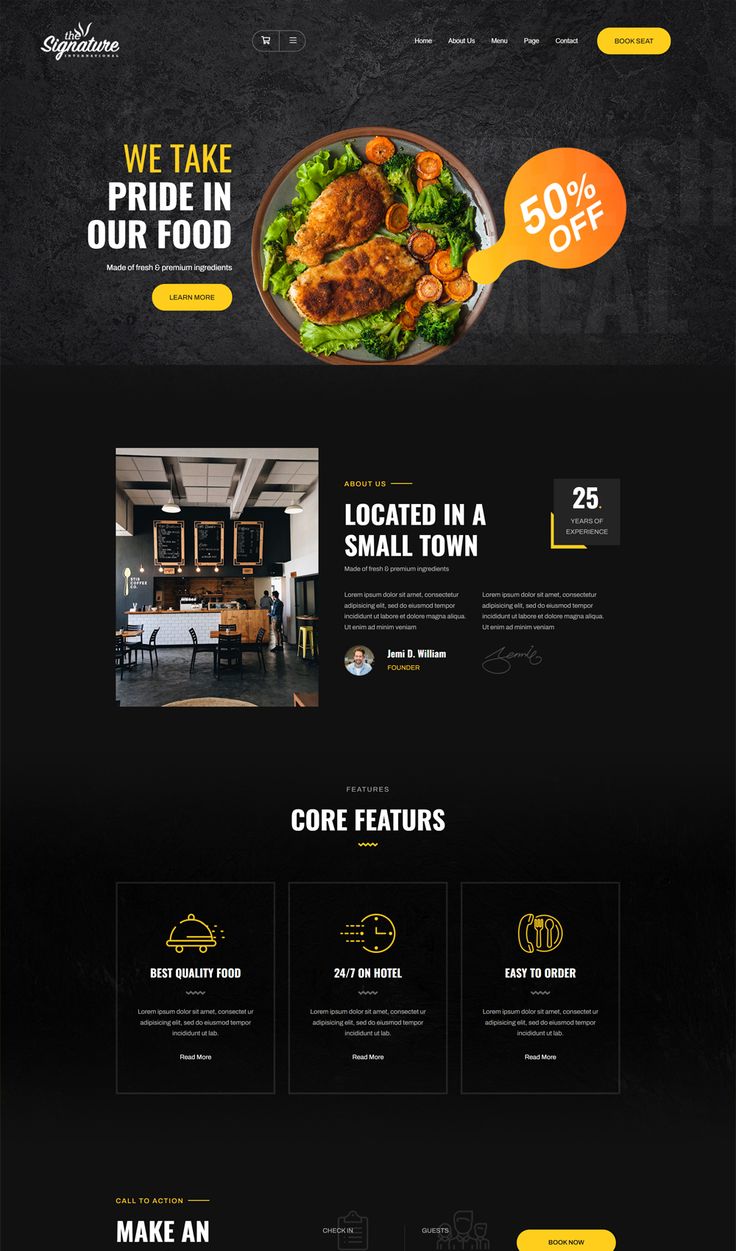 the
Signature
INTERNATIONAL
Home
About Us
Menu
Page
Contact
BOOK SEAT
WE TAKE
PRIDE IN
OUR FOOD
Made of fresh & premium ingredients
LEARN MORE
50%
OFF
MEAL
ABOUT US
LOCATED IN A
SMALL TOWN
Made of fresh & premium ingredients
25.
YEARS OF
EXPERIENCE
Lorem ipsum dolor sit amet, consectetur
adipisicing elit, sed do eiusmod tempor
incididunt ut labore et dolore magna aliqua.
Ut enim ad minim veniam
Lorem ipsum dolor sit amet, consectetur
adipisicing elit, sed do eiusmod tempor
incididunt ut labore et dolore magna aliqua.
Ut enim ad minim veniam
Jemi D. William
FOUNDER
STIB
COFFEE
CO.
FEATURES
CORE FEATURS
BEST QUALITY FOOD
Lorem ipsum dolor sit amet, consectet ur
adipisicing elit, sed do eiusmod tempor
incididunt ut lab.
Read More
24/7 ON HOTEL
Lorem ipsum dolor sit amet, consectet ur
adipisicing elit, sed do eiusmod tempor
incididunt ut lab.
Read More
EASY TO ORDER
Lorem ipsum dolor sit amet, consectet ur
adipisicing elit, sed do eiusmod tempor
incididunt ut lab.
Read More
CALL TO ACTION
MAKE AN
CHECK IN
GUESTS
BOOK NOW